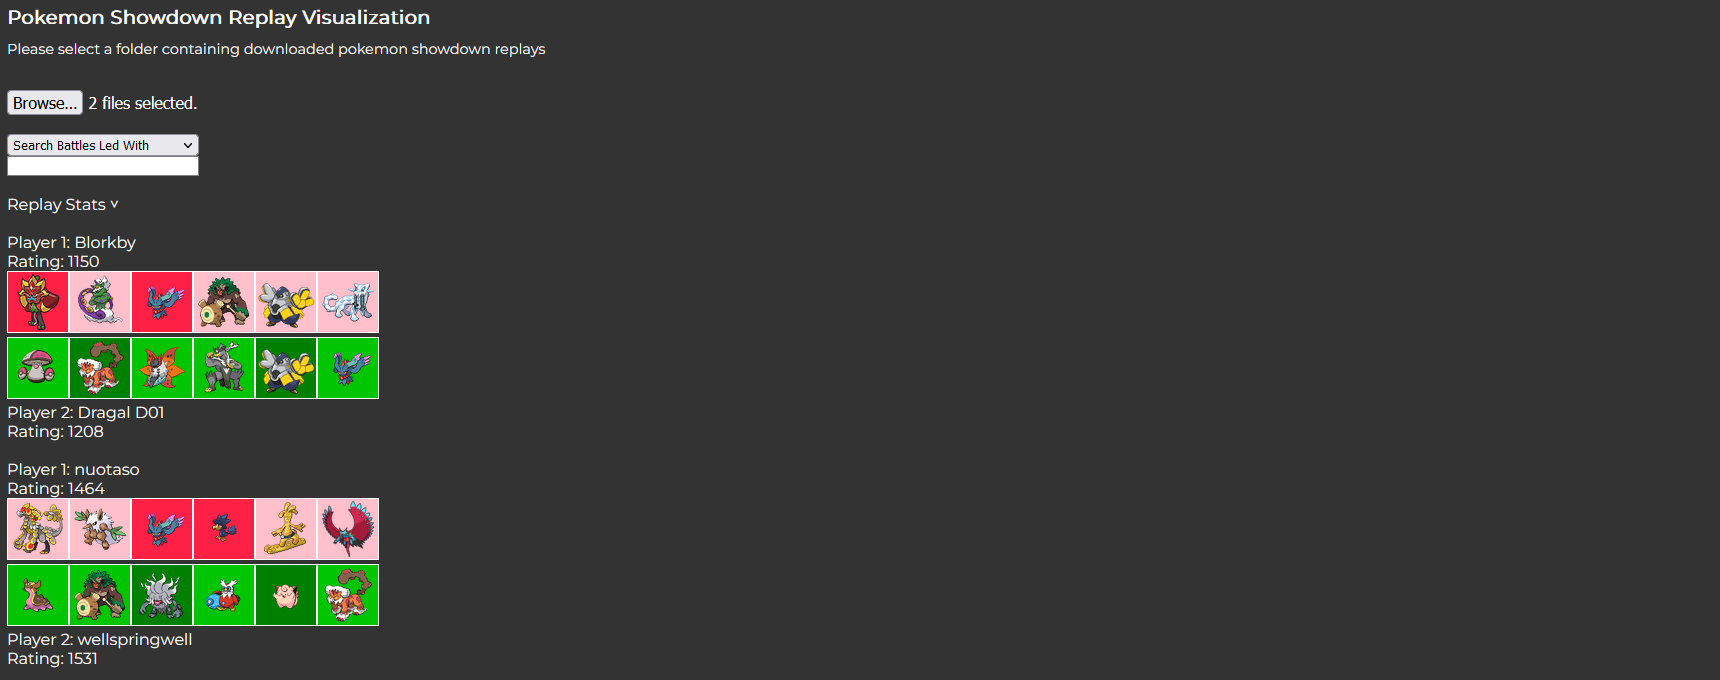 Pokemon Showdown Replay Visualization
Please select a folder containing downloaded pokemon showdown replays
Browse... 2 files selected.
Search Battles Led With
Replay Stats ˅
Player 1: Blorkby
Rating: 1150
Player 2: Dragal D01
Rating: 1208
Player 1: nuotaso
Rating: 1464
Player 2: wellspringwell
Rating: 1531